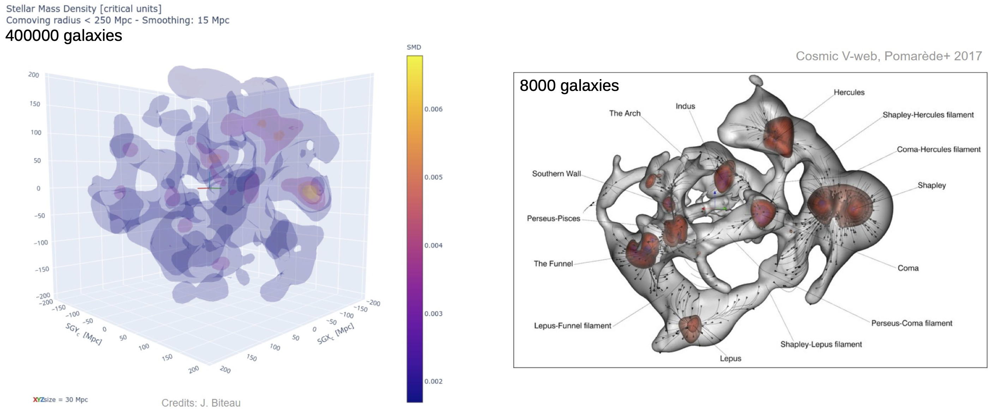 Stellar Mass Density [critical units]
Comoving radius < 250 Mpc - Smoothing: 15 Mpc
400000 galaxies
SMD
0.006
0.005
0.004
0.003
0.002
200
150
100
50
0
−50
−100
−150
−200
−200
−150
−100
−50
0
50
100
150
200
SGYc [Mpc]
−200
−150
−100
−50
0
50
100
150
200
SGXc [Mpc]
XYZsize = 30 Mpc
Credits: J. Biteau
Cosmic V-web, Pomarède+ 2017
8000 galaxies
Hercules
Indus
The Arch
Shapley-Hercules filament
Coma-Hercules filament
Southern Wall
Shapley
Perseus-Pisces
The Funnel
Coma
Lepus-Funnel filament
Perseus-Coma filament
Shapley-Lepus filament
Lepus